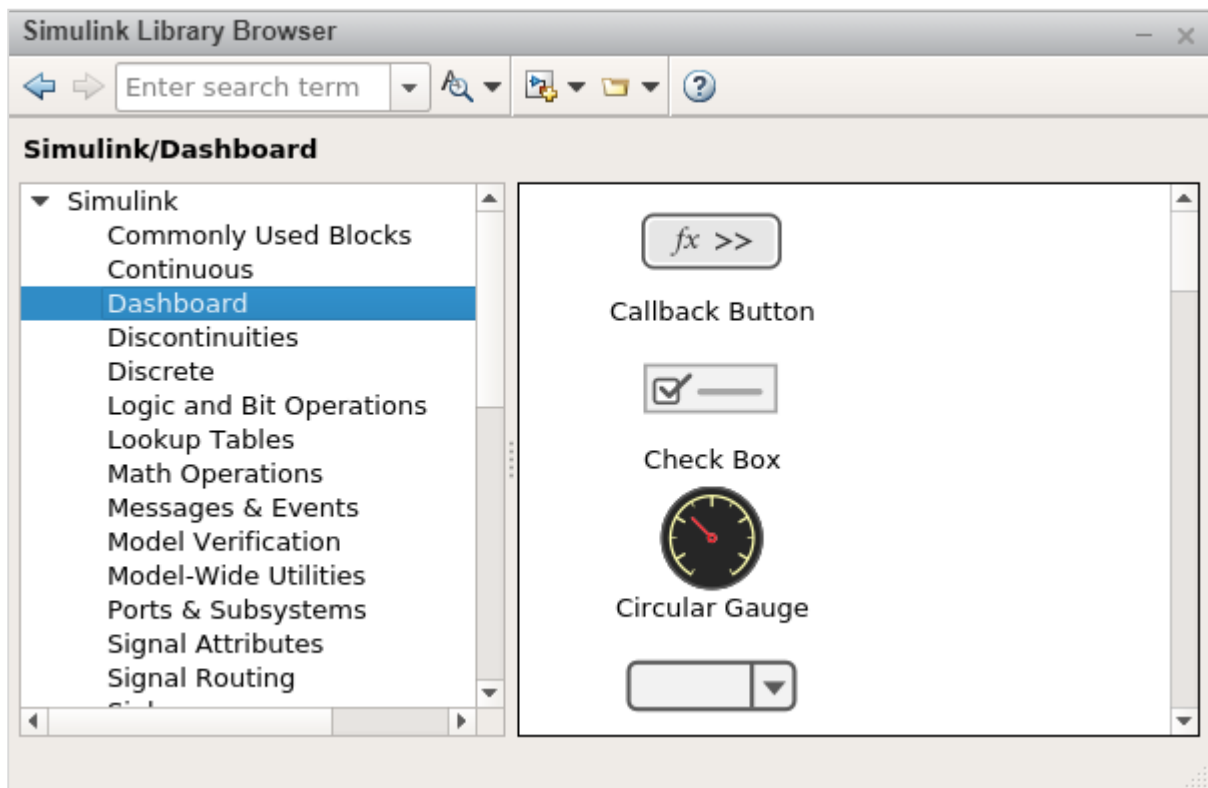 Simulink Library Browser
Enter search term
Simulink/Dashboard
Simulink
Commonly Used Blocks
Continuous
Dashboard
Discontinuities
Discrete
Logic and Bit Operations
Lookup Tables
Math Operations
Messages & Events
Model Verification
Model-Wide Utilities
Ports & Subsystems
Signal Attributes
Signal Routing
fx >>
Callback Button
Check Box
Circular Gauge